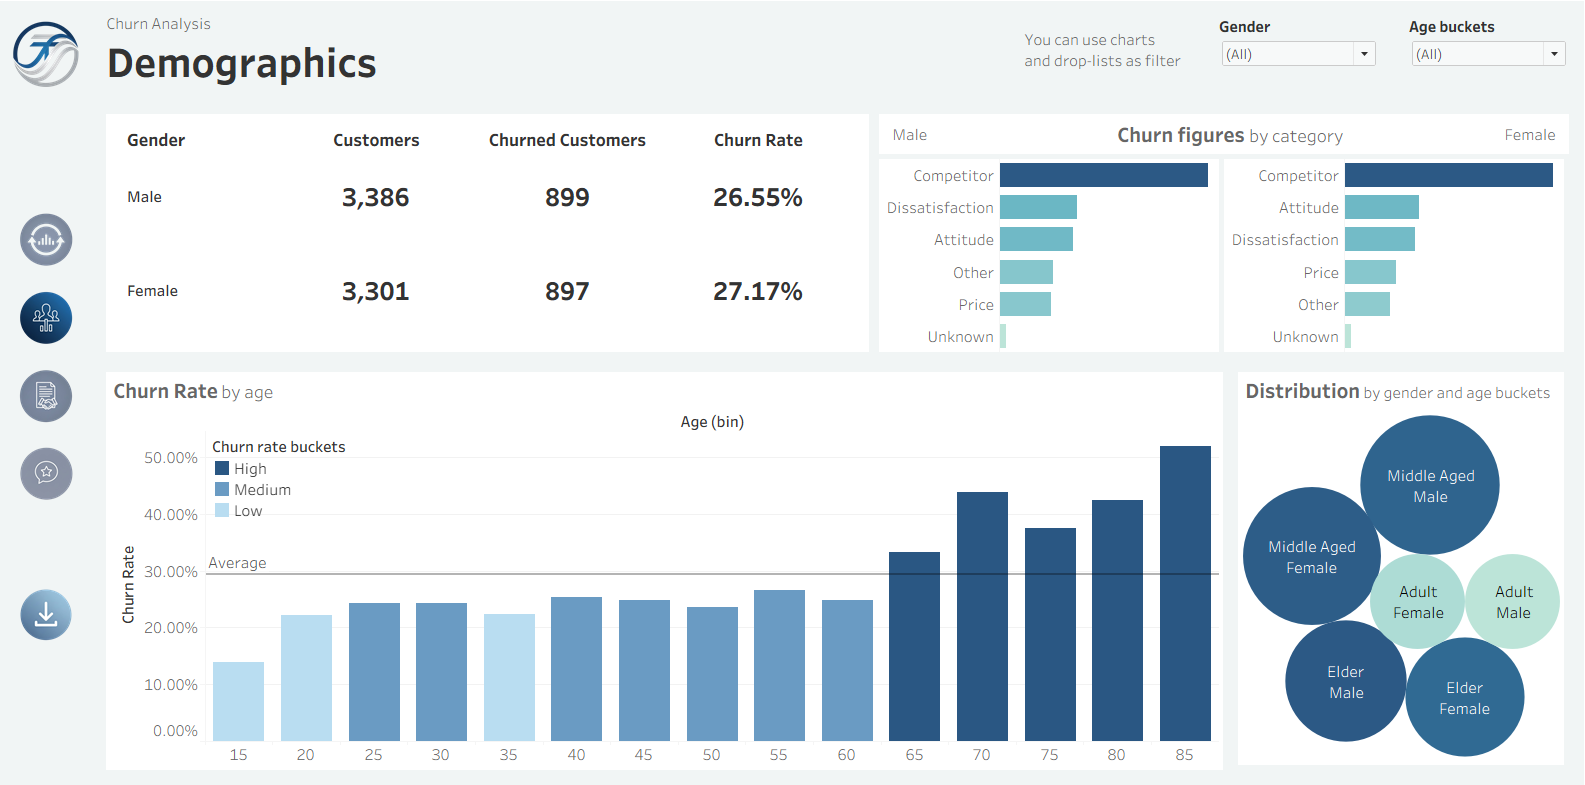 Churn Analysis
Demographics
You can use charts
and drop-lists as filter
Gender
(All)
Age buckets
(All)
Gender Customers Churned Customers Churn Rate
Male 3,386 899 26.55%
Female 3,301 897 27.17%
Male Churn figures by category Female
Competitor
Dissatisfaction
Attitude
Other
Price
Unknown
Competitor
Attitude
Dissatisfaction
Price
Other
Unknown
Churn Rate by age
Age (bin)
Churn rate buckets
High
Medium
Low
Average
Churn Rate
50.00%
40.00%
30.00%
20.00%
10.00%
0.00%
15 20 25 30 35 40 45 50 55 60 65 70 75 80 85
Distribution by gender and age buckets
Middle Aged
Male
Middle Aged
Female
Adult
Female
Adult
Male
Elder
Male
Elder
Female